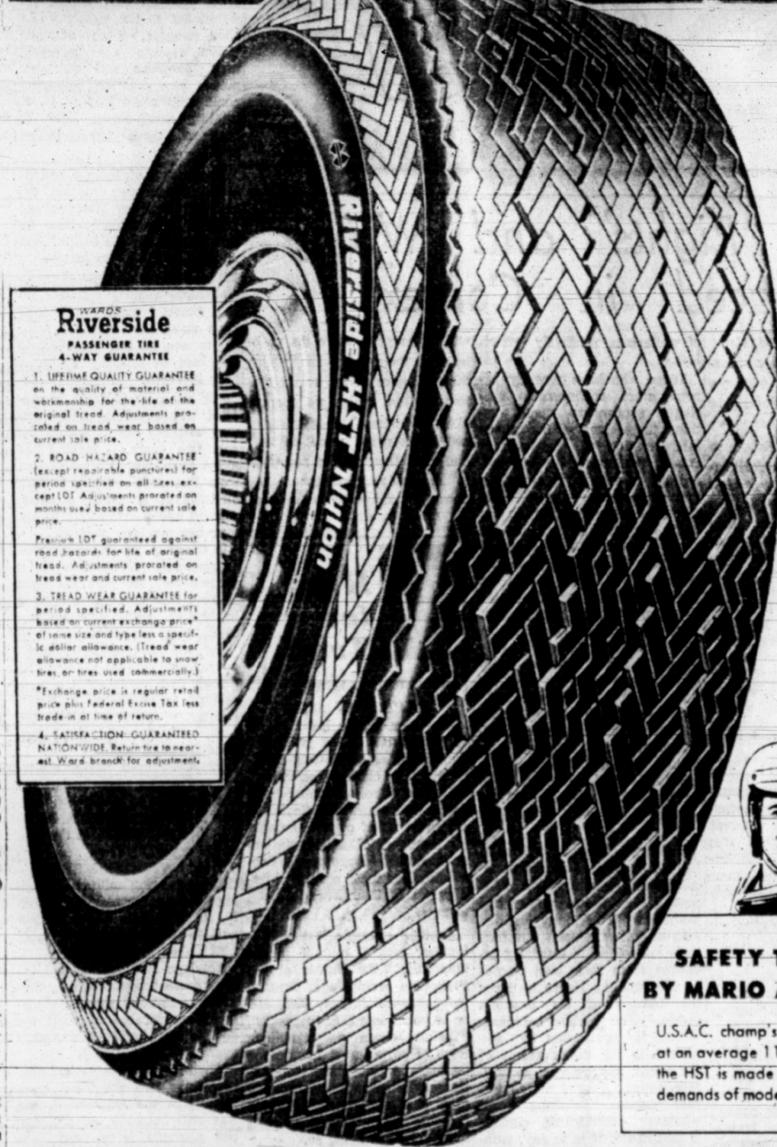 WARDS
Riverside
PASSENGER TIRE
4-WAY GUARANTEE
1. LIFETIME QUALITY GUARANTEE
on the quality of material and
workmanship for the life of the
original tread. Adjustments pro-
rated on tread wear based on
current sale price.
2. ROAD HAZARD GUARANTEE
(except repairable punctures) for
period specified on all tires ex-
cept LDT Adjustments prorated on
months used based on current sale
price.
Premium LDT guaranteed against
road hazards for life of original
tread. Adjustments prorated on
tread wear and current sale price.
3. TREAD WEAR GUARANTEE for
period specified. Adjustments
based on current exchange price*
of same size and type less a specif-
ic dollar allowance. (Tread wear
allowance not applicable to snow
tires or tires used commercially.)
*Exchange price is regular retail
price plus Federal Excise Tax less
trade-in at time of return.
4. SATISFACTION GUARANTEED
NATIONWIDE. Return tire to near-
est Ward branch for adjustment.
Riverside HST Nylon
SAFETY
BY MARIO
U.S.A.C. champ's
at an average 11
the HST is made
demands of mode